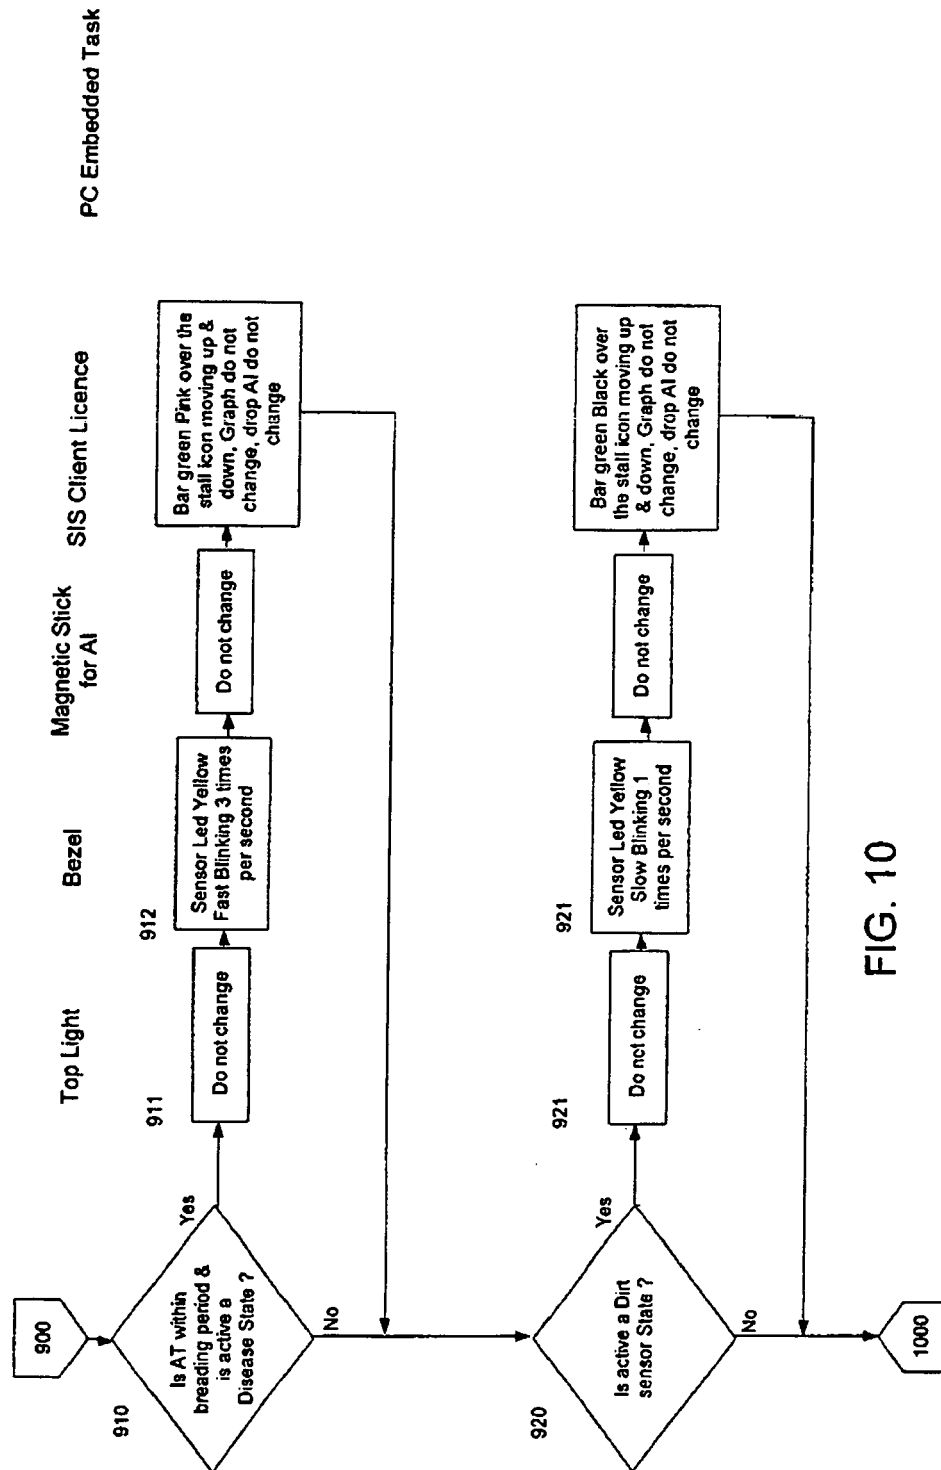 Top Light
Bezel
Magnetic Stick
for AI
SIS Client Licence
PC Embedded Task
900
910
Is AT within
breading period &
is active a
Disease State ?
Yes
No
911
Do not change
912
Sensor Led Yellow
Fast Blinking 3 times
per second
Do not change
Bar green Pink over the
stall icon moving up &
down, Graph do not
change, drop AI do not
change
920
Is active a Dirt
sensor State ?
Yes
No
921
Do not change
921
Sensor Led Yellow
Slow Blinking 1
times per second
Do not change
Bar green Black over
the stall icon moving up
& down, Graph do not
change, drop AI do not
change
1000
FIG. 10